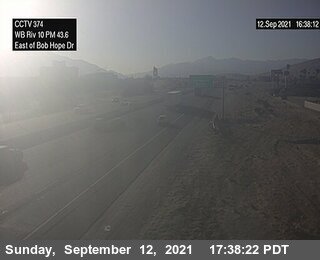 CCTV 374
WB Riv 10 PM 43.6
East of Bob Hope Dr
12.Sep 2021 16:38:12
Sunday, September 12, 2021 17:38:22 PDT